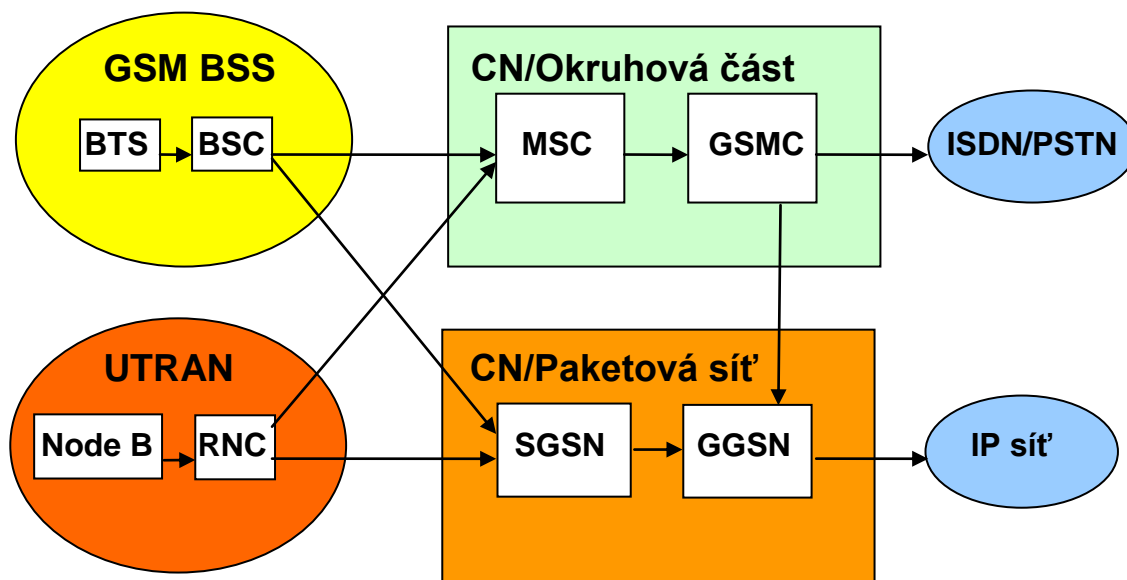 GSM BSS
BTS
BSC
CN/Okruhová část
MSC
GSMC
ISDN/PSTN
UTRAN
Node B
RNC
CN/Paketová síť
SGSN
GGSN
IP síť